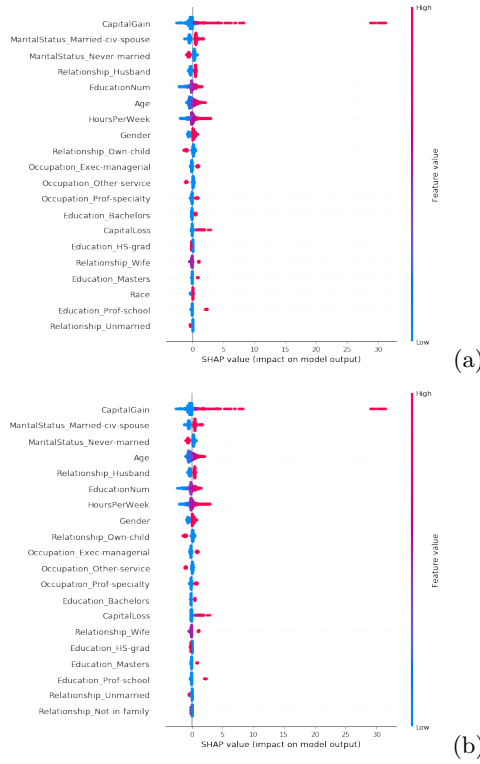 High
CapitalGain
MaritalStatus_Married-civ-spouse
MaritalStatus_Never-married
Relationship_Husband
EducationNum
Age
HoursPerWeek
Gender
Relationship_Own-child
Occupation_Exec-managerial
Occupation_Other-service
Occupation_Prof-specialty
Education_Bachelors
CapitalLoss
Education_HS-grad
Relationship_Wife
Education_Masters
Race
Education_Prof-school
Relationship_Unmarried
Feature value
Low
0 5 10 15 20 25 30
SHAP value (impact on model output)
(a)
High
CapitalGain
MaritalStatus_Married-civ-spouse
MaritalStatus_Never-married
Age
Relationship_Husband
EducationNum
HoursPerWeek
Gender
Relationship_Own-child
Occupation_Exec-managerial
Occupation_Other-service
Occupation_Prof-specialty
Education_Bachelors
CapitalLoss
Relationship_Wife
Education_HS-grad
Education_Masters
Education_Prof-school
Relationship_Unmarried
Relationship_Not-in-family
Feature value
Low
0 5 10 15 20 25 30
SHAP value (impact on model output)
(b)